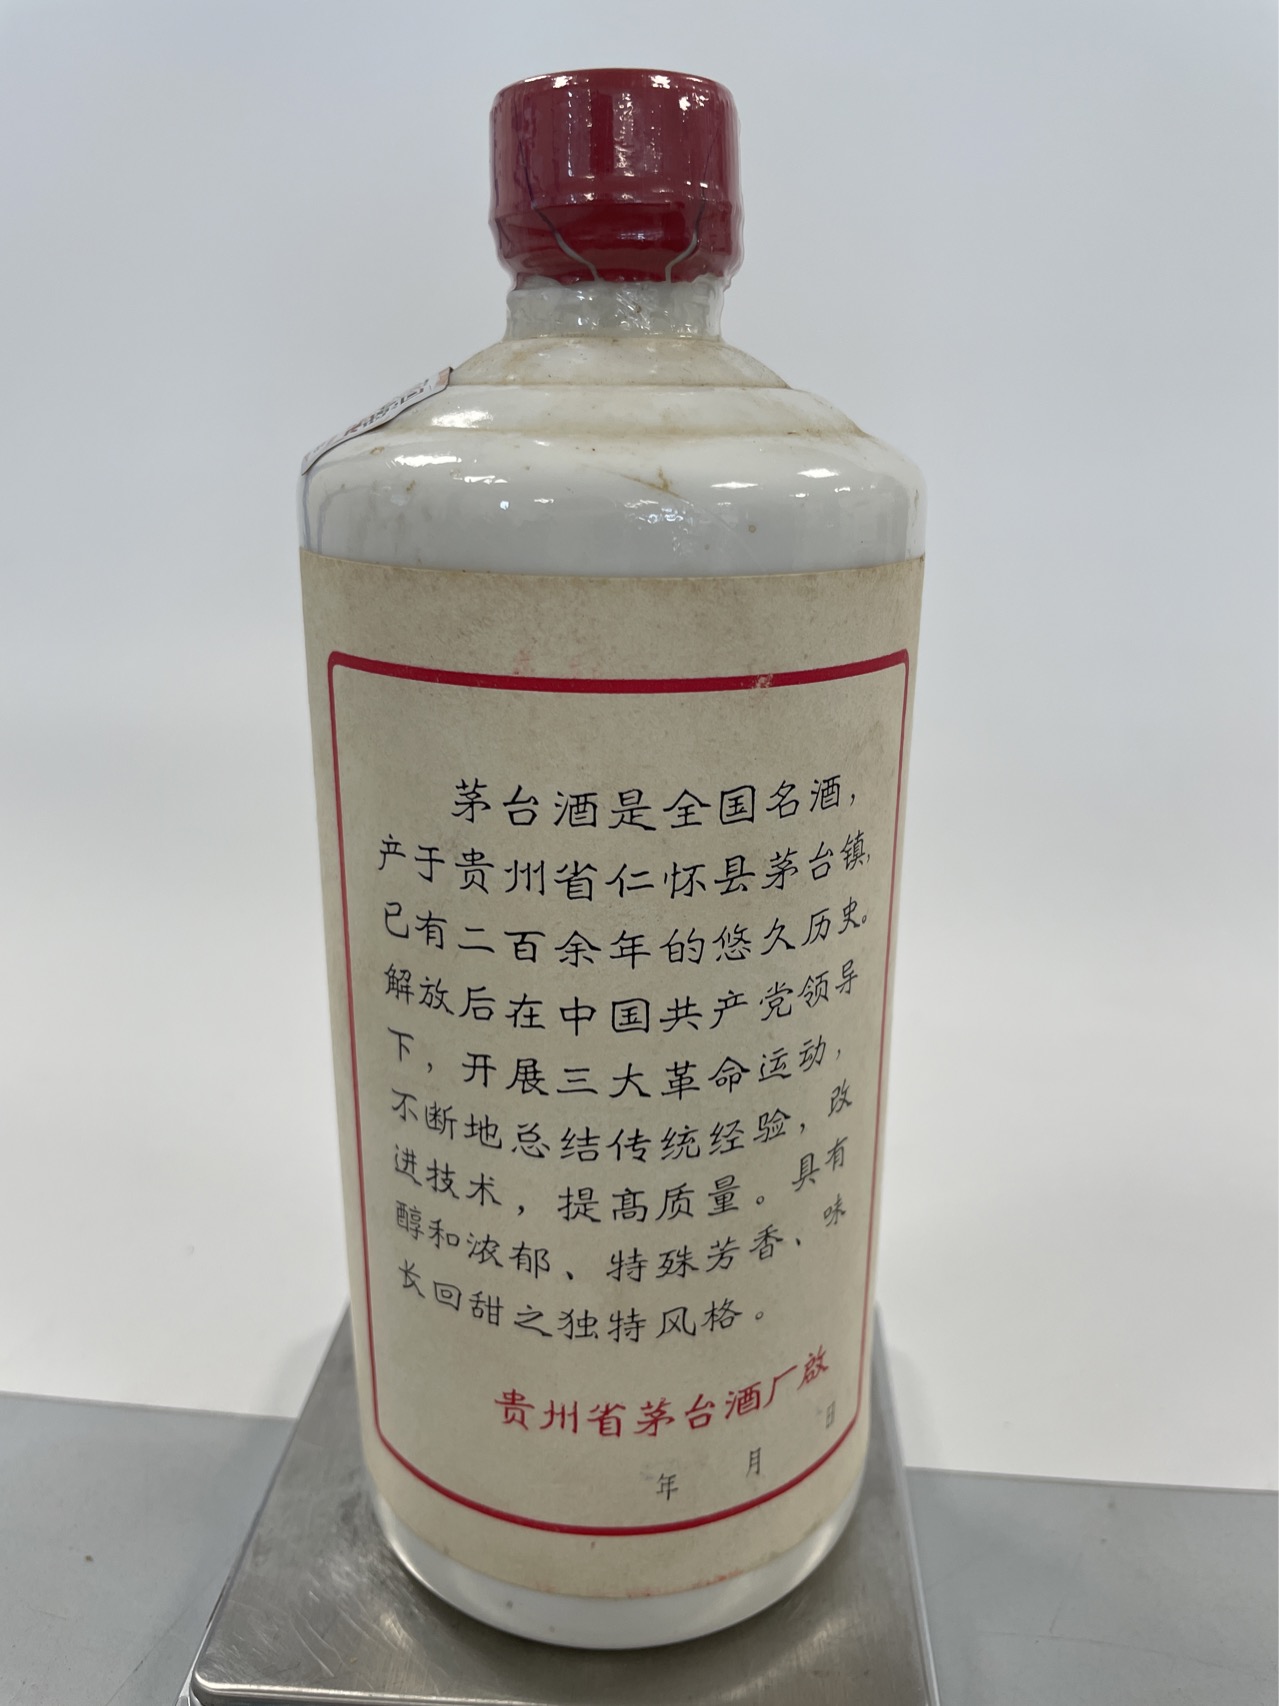 茅台酒是全国名酒，
产于贵州省仁怀县茅台镇，
已有二百余年的悠久历史。
解放后在中国共产党领导
下，开展三大革命运动，
不断地总结传统经验，改
进技术，提高质量。具有
醇和浓郁、特殊芳香、味
长回甜之独特风格。
贵州省茅台酒厂啟
年 月 日